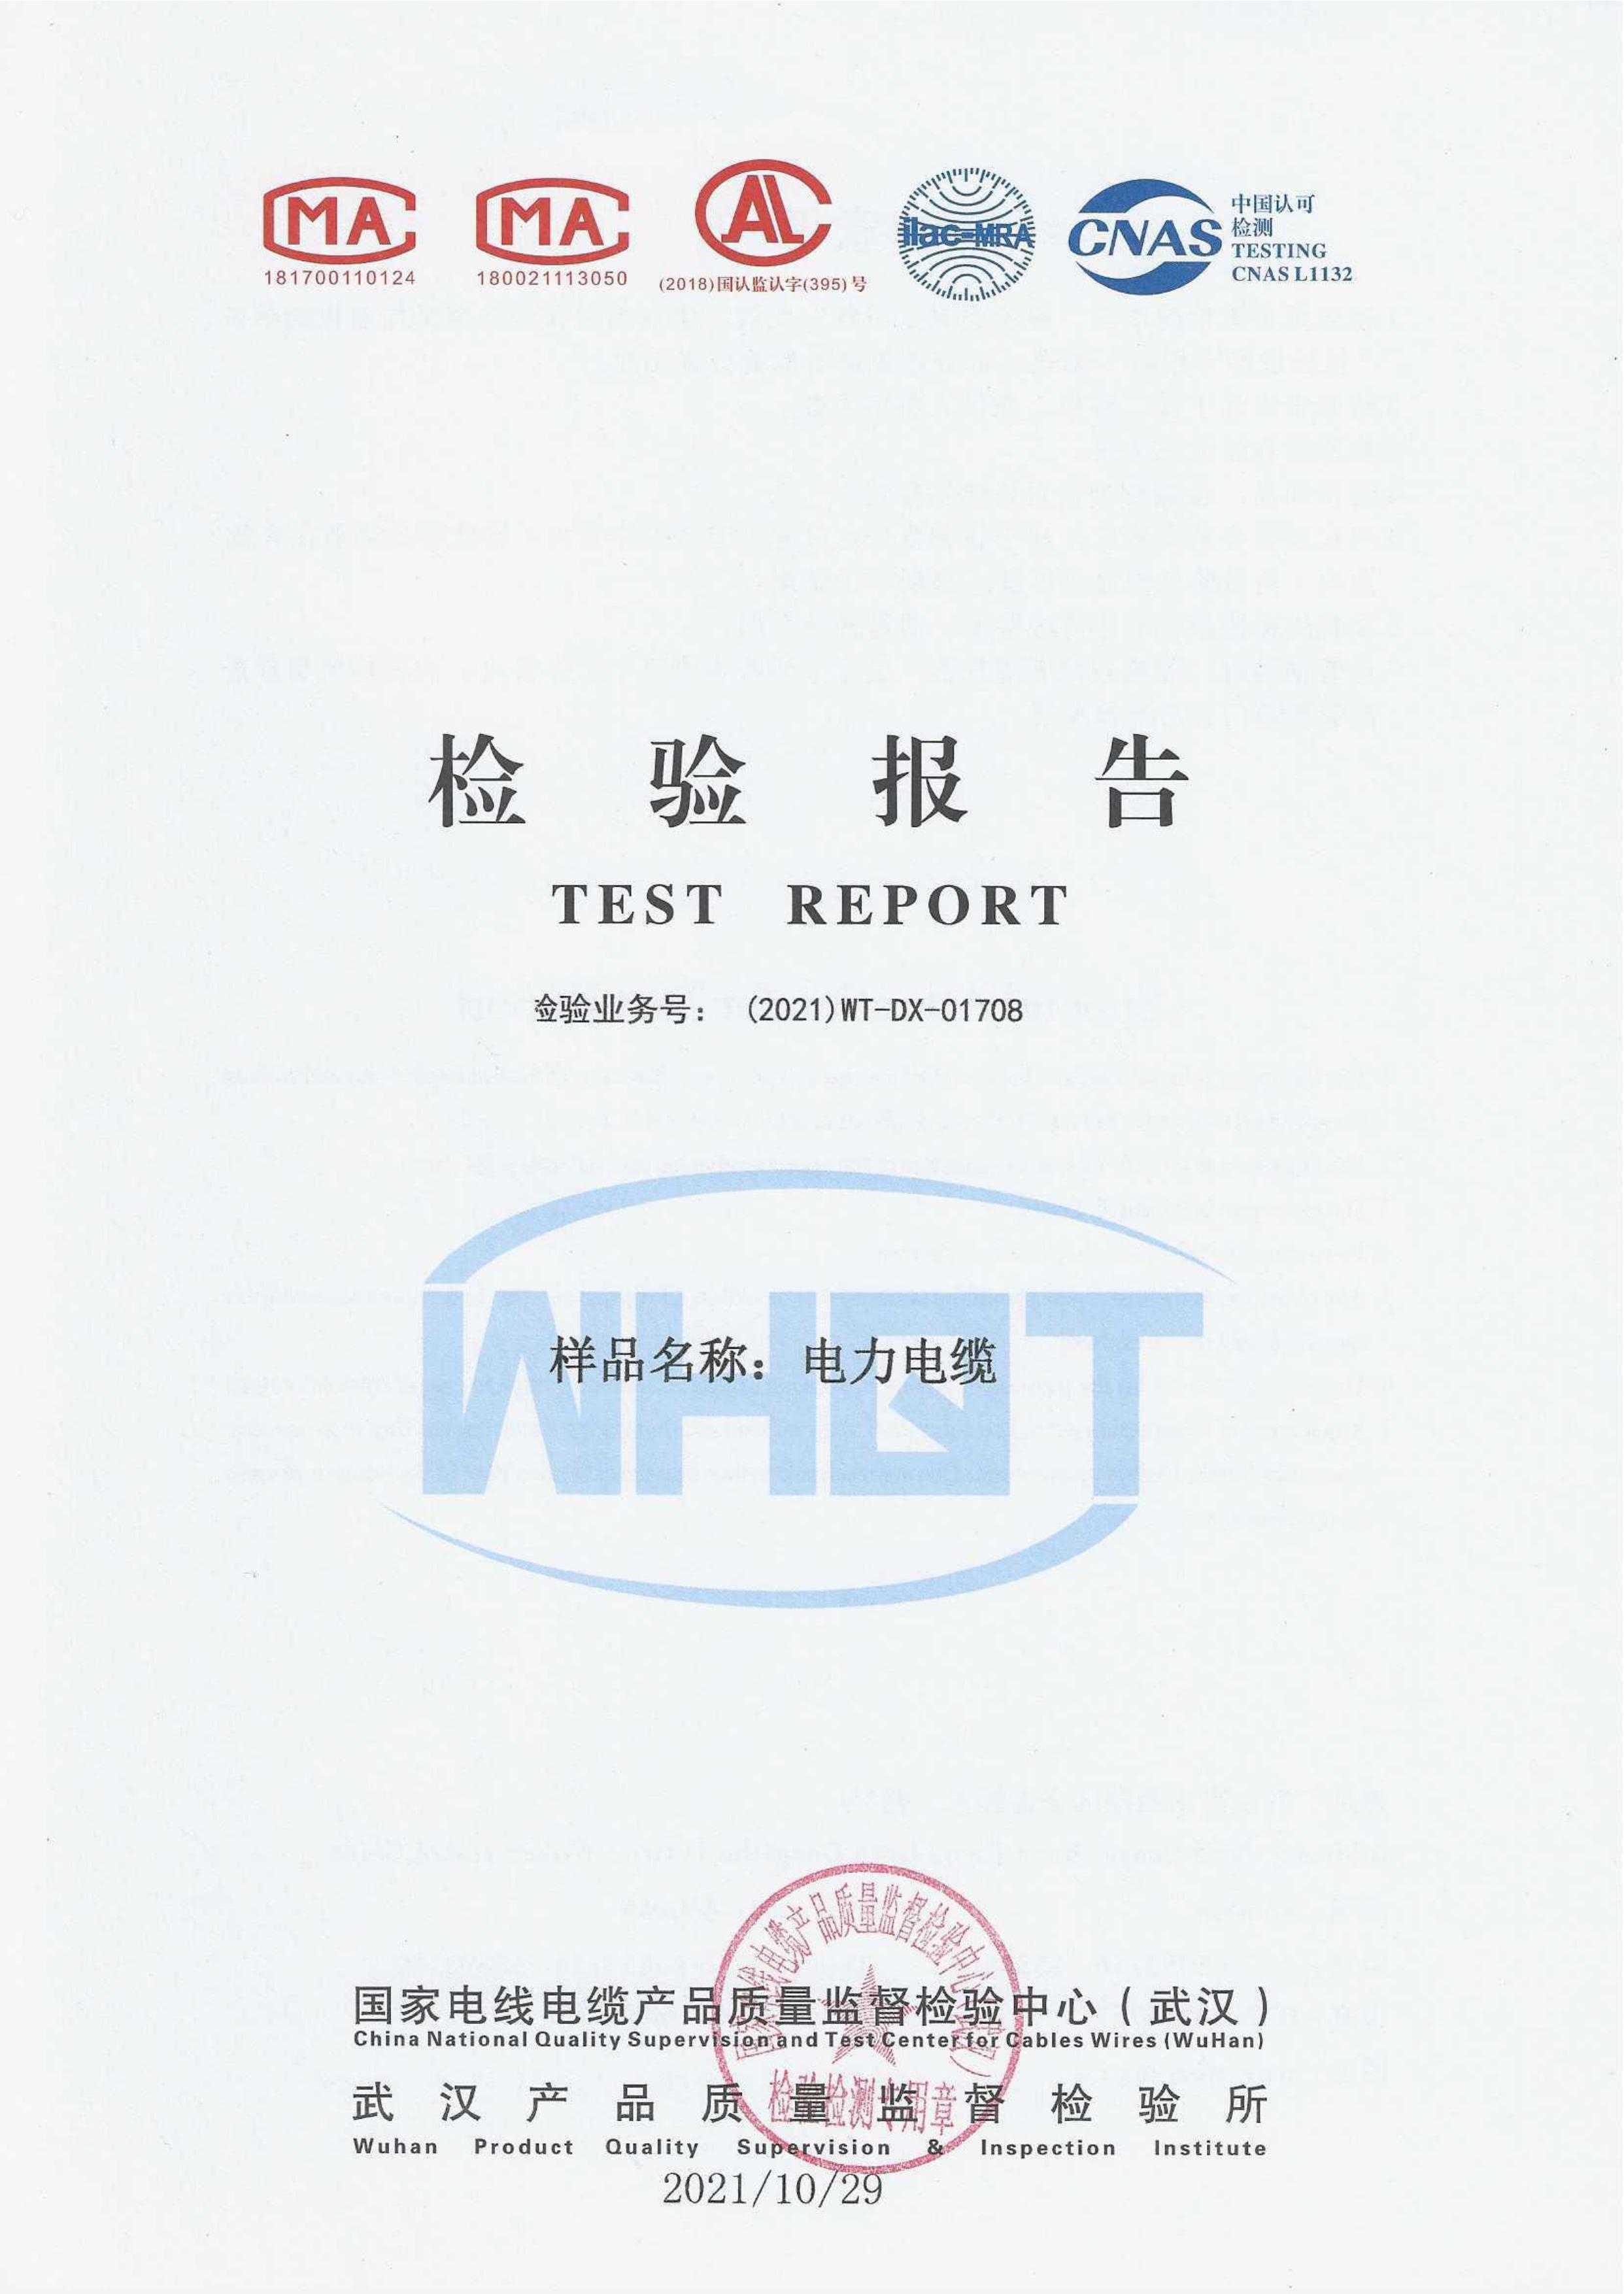 MA
181700110124
MA
180021113050
CAL
(2018)国认监认字(395)号
ilac-MRA
CNAS
中国认可
检测
TESTING
CNAS L1132
检验报告
TEST REPORT
检验业务号： (2021)WT-DX-01708
WHQT
样品名称：电力电缆
国家电线电缆产品质量监督检验中心（武汉）
China National Quality Supervision and Test Center for Cables Wires (WuHan)
武汉产品质量监督检验所
Wuhan Product Quality Supervision & Inspection Institute
国家电线电缆产品质量监督检验中心(武汉)
检验检测专用章
2021/10/29